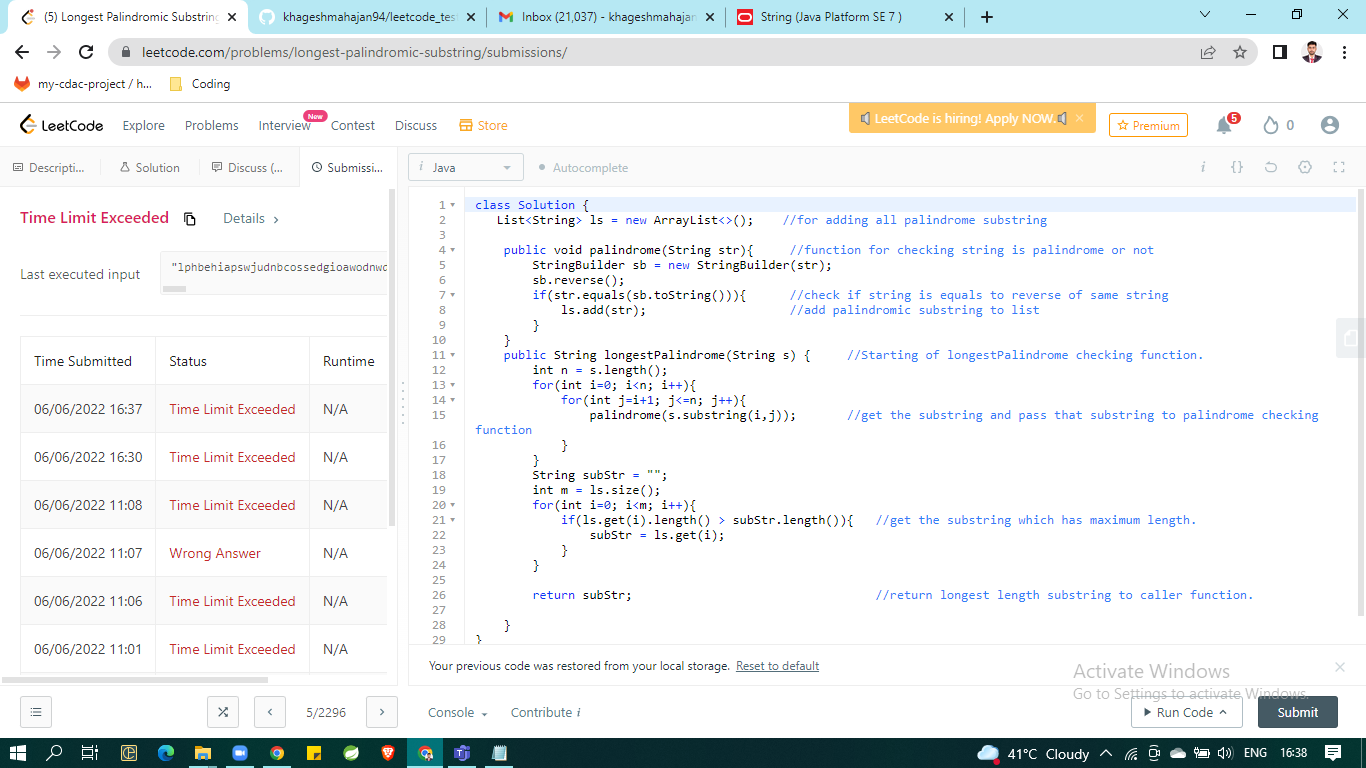 (5) Longest Palindromic Substring
khageshmahajan94/leetcode_test
Inbox (21,037) - khageshmahajan
String (Java Platform SE 7 )
leetcode.com/problems/longest-palindromic-substring/submissions/
my-cdac-project / h...
Coding
LeetCode
Explore
Problems
Interview
New
Contest
Discuss
Store
LeetCode is hiring! Apply NOW.
Premium
5
0
Descripti...
Solution
Discuss (...
Submissi...
i Java
Autocomplete
i
{}
Time Limit Exceeded
Details >
Last executed input
"lphbehiapswjudnbcossedgioawodnwd
Time Submitted
Status
Runtime
06/06/2022 16:37
Time Limit Exceeded
N/A
06/06/2022 16:30
Time Limit Exceeded
N/A
06/06/2022 11:08
Time Limit Exceeded
N/A
06/06/2022 11:07
Wrong Answer
N/A
06/06/2022 11:06
Time Limit Exceeded
N/A
06/06/2022 11:01
Time Limit Exceeded
N/A
1 class Solution {
2 List<String> ls = new ArrayList<>(); //for adding all palindrome substring
3
4 public void palindrome(String str){ //function for checking string is palindrome or not
5 StringBuilder sb = new StringBuilder(str);
6 sb.reverse();
7 if(str.equals(sb.toString())){ //check if string is equals to reverse of same string
8 ls.add(str); //add palindromic substring to list
9 }
10 }
11 public String longestPalindrome(String s) { //Starting of longestPalindrome checking function.
12 int n = s.length();
13 for(int i=0; i<n; i++){
14 for(int j=i+1; j<=n; j++){
15 palindrome(s.substring(i,j)); //get the substring and pass that substring to palindrome checking
function
16 }
17 }
18 String subStr = "";
19 int m = ls.size();
20 for(int i=0; i<m; i++){
21 if(ls.get(i).length() > subStr.length()){ //get the substring which has maximum length.
22 subStr = ls.get(i);
23 }
24 }
25
26 return subStr; //return longest length substring to caller function.
27
28 }
29 }
Your previous code was restored from your local storage. Reset to default
Activate Windows
Go to Settings to activate Windows.
5/2296
Console
Contribute i
Run Code
Submit
41°C Cloudy
ENG
16:38